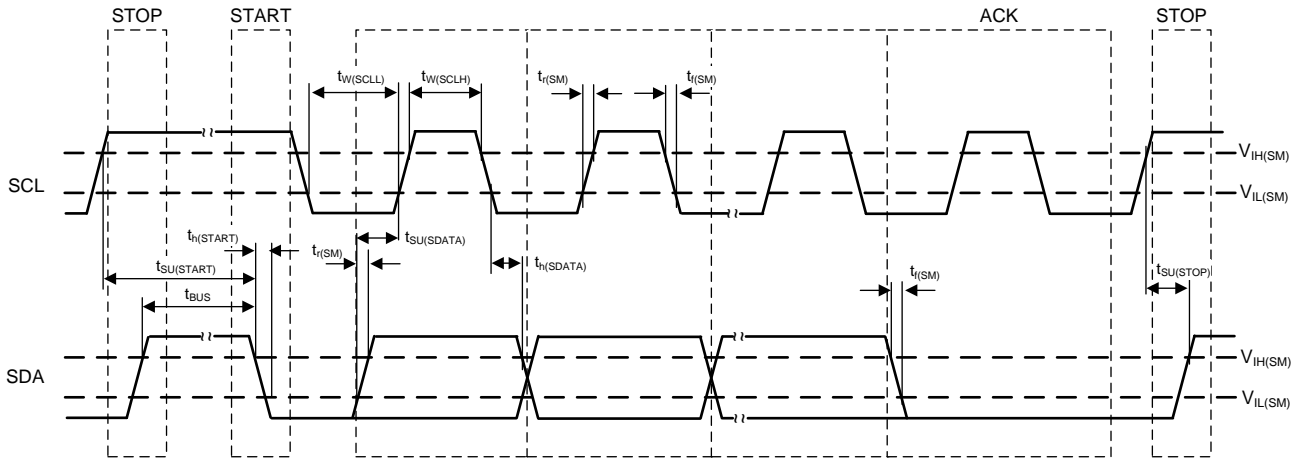 STOP START ACK STOP
tW(SCLL) tW(SCLH) tr(SM) tf(SM)
VIH(SM)
SCL
VIL(SM)
th(START) tr(SM) tSU(SDATA)
tSU(START) th(SDATA) tf(SM) tSU(STOP)
tBUS
VIH(SM)
SDA
VIL(SM)